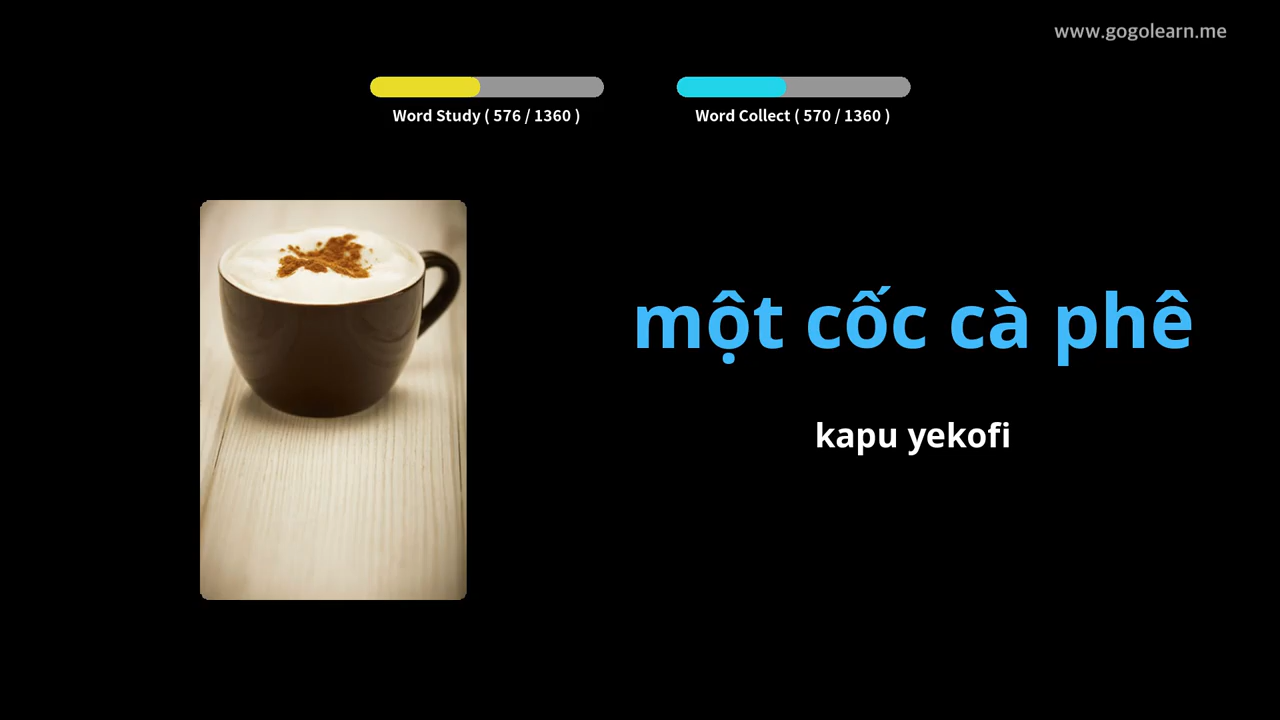 www.gogolearn.me
Word Study ( 576 / 1360 )
Word Collect ( 570 / 1360 )
một cốc cà phê
kapu yekofi